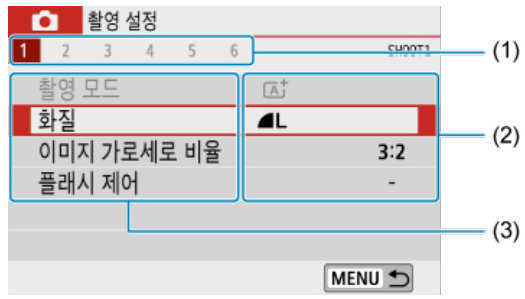 촬영 설정
1 2 3 4 5 6 SHOOT1 (1)
촬영 모드 A+
화질 L (2)
이미지 가로세로 비율 3:2
플래시 제어 -
(3)
MENU